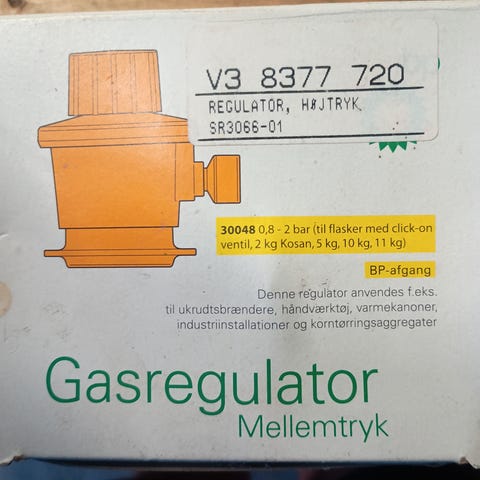 V3 8377 720
REGULATOR, HØJTRYK
SR3066-01
30048 0,8 - 2 bar (til flasker med click-on
ventil, 2 kg Kosan, 5 kg, 10 kg, 11 kg)
BP-afgang
Denne regulator anvendes f.eks.
til ukrudtsbrændere, håndværktøj, varmekanoner,
industriinstallationer og korntørringsaggregater
Gasregulator
Mellemtryk